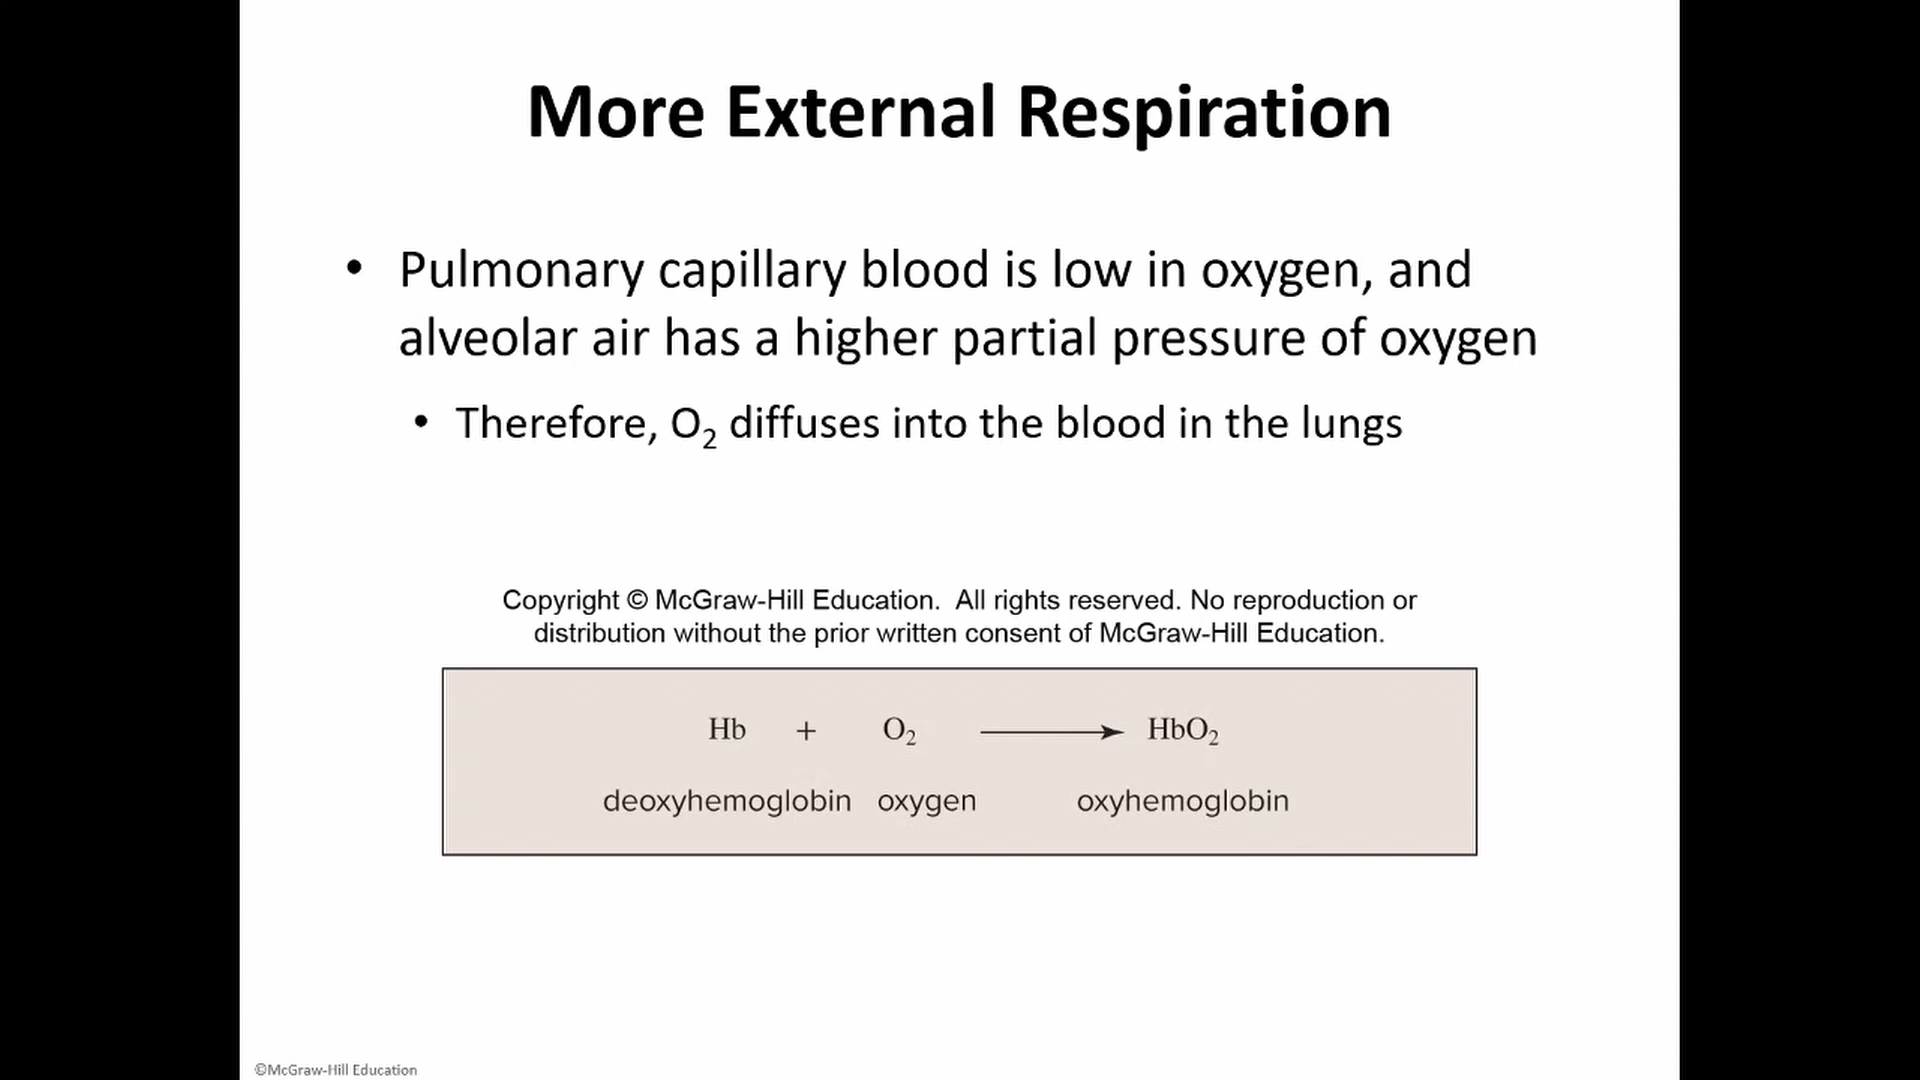 More External Respiration
• Pulmonary capillary blood is low in oxygen, and
alveolar air has a higher partial pressure of oxygen
• Therefore, O₂ diffuses into the blood in the lungs
Copyright © McGraw-Hill Education. All rights reserved. No reproduction or
distribution without the prior written consent of McGraw-Hill Education.
Hb + O₂ ⟶ HbO₂
deoxyhemoglobin oxygen oxyhemoglobin
©McGraw-Hill Education